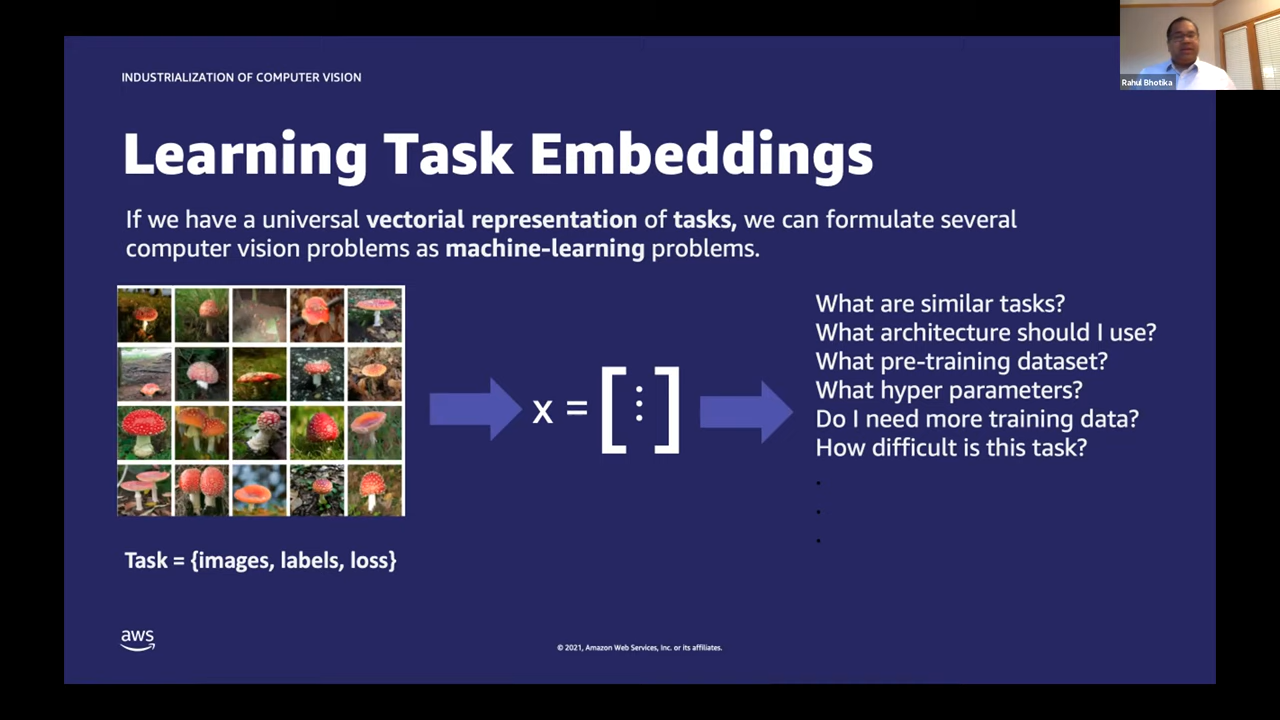 INDUSTRIALIZATION OF COMPUTER VISION
Learning Task Embeddings
If we have a universal vectorial representation of tasks, we can formulate several
computer vision problems as machine-learning problems.
x = [⋮]
What are similar tasks?
What architecture should I use?
What pre-training dataset?
What hyper parameters?
Do I need more training data?
How difficult is this task?
.
.
.
Task = {images, labels, loss}
aws
© 2021, Amazon Web Services, Inc. or its affiliates.
Rahul Bhotika